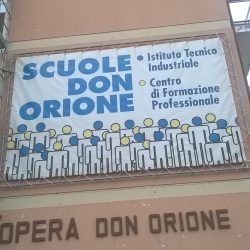 SCUOLE
DON
ORIONE
Istituto Tecnico
Industriale
Centro
di Formazione
Professionale
OPERA DON ORIONE